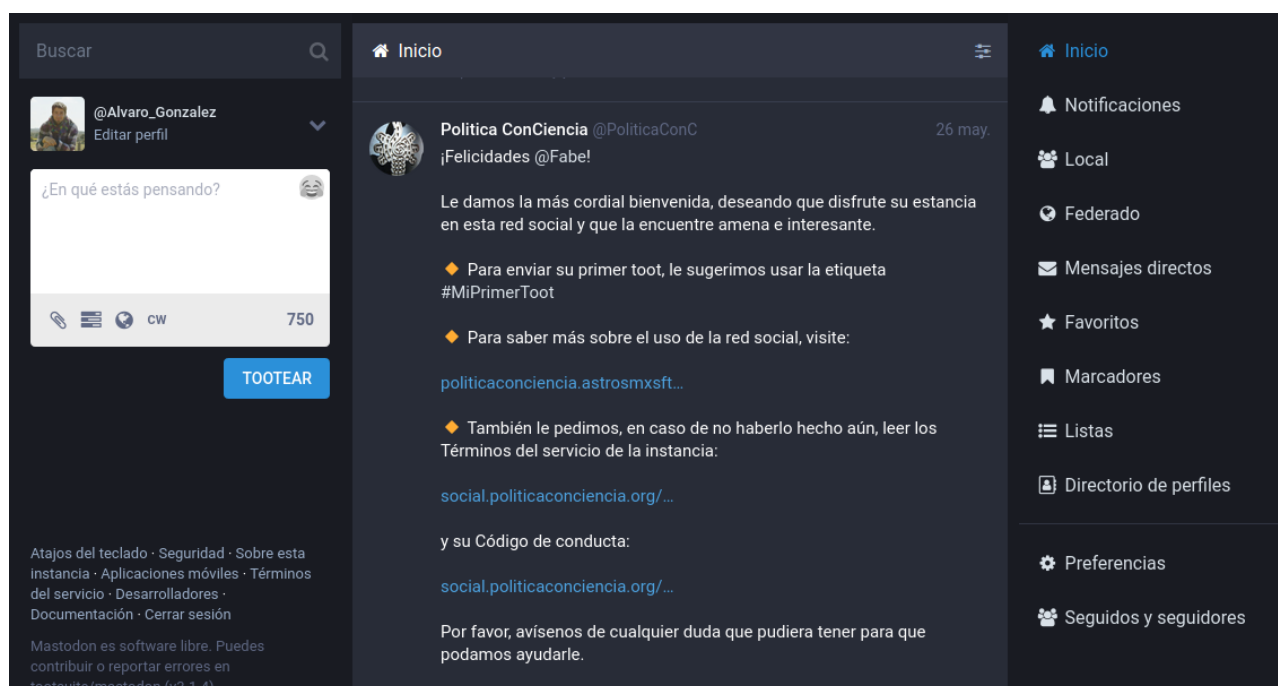 Buscar
@Alvaro_Gonzalez
Editar perfil
¿En qué estás pensando?
CW
750
TOOTEAR
Atajos del teclado · Seguridad · Sobre esta
instancia · Aplicaciones móviles · Términos
del servicio · Desarrolladores ·
Documentación · Cerrar sesión
Mastodon es software libre. Puedes
contribuir o reportar errores en
Inicio
Politica ConCiencia @PoliticaConC
26 may.
¡Felicidades @Fabe!
Le damos la más cordial bienvenida, deseando que disfrute su estancia
en esta red social y que la encuentre amena e interesante.
Para enviar su primer toot, le sugerimos usar la etiqueta
#MiPrimerToot
Para saber más sobre el uso de la red social, visite:
politicaconciencia.astrosmxsft...
También le pedimos, en caso de no haberlo hecho aún, leer los
Términos del servicio de la instancia:
social.politicaconciencia.org/...
y su Código de conducta:
social.politicaconciencia.org/...
Por favor, avísenos de cualquier duda que pudiera tener para que
podamos ayudarle.
Inicio
Notificaciones
Local
Federado
Mensajes directos
Favoritos
Marcadores
Listas
Directorio de perfiles
Preferencias
Seguidos y seguidores